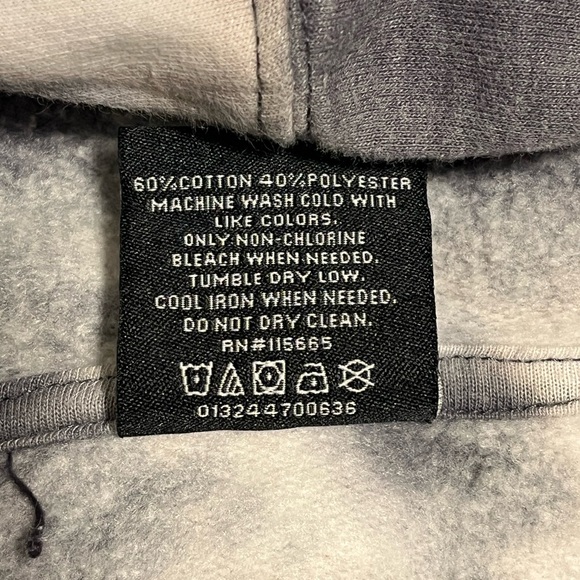 60%COTTON 40%POLYESTER
MACHINE WASH COLD WITH
LIKE COLORS.
ONLY NON-CHLORINE
BLEACH WHEN NEEDED.
TUMBLE DRY LOW.
COOL IRON WHEN NEEDED.
DO NOT DRY CLEAN.
RN#115665
013244700636